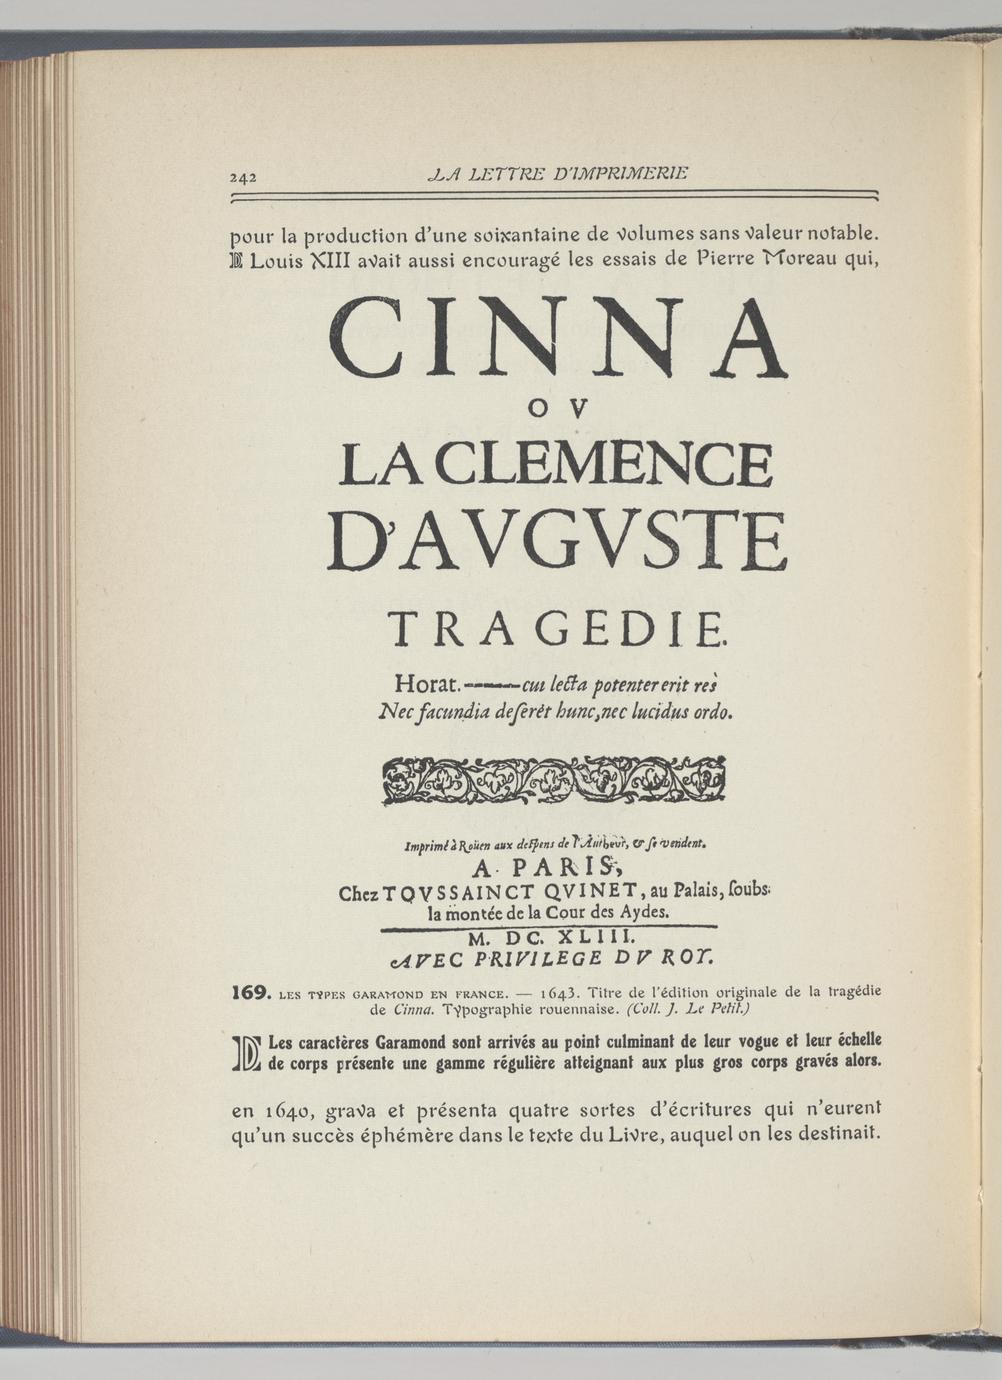 242 LA LETTRE D'IMPRIMERIE
pour la production d'une soixantaine de volumes sans valeur notable.
Louis XIII avait aussi encouragé les essais de Pierre Moreau qui,
CINNA
OV
LA CLEMENCE
D'AVGVSTE
TRAGEDIE.
Horat. cui lecta potenter erit res
Nec facundia deſeret hunc, nec lucidus ordo.
Imprimé à Roüen aux deſpens de l'Autheur, & ſe vendent.
A PARIS,
Chez TOVSSAINCT QVINET, au Palais, ſoubs
la montée de la Cour des Aydes.
M. DC. XLIII.
AVEC PRIVILEGE DV ROY.
169. LES TYPES GARAMOND EN FRANCE. — 1643. Titre de l'édition originale de la tragédie
de Cinna. Typographie rouennaise. (Coll. J. Le Petit.)
Les caractères Garamond sont arrivés au point culminant de leur vogue et leur échelle
de corps présente une gamme régulière atteignant aux plus gros corps gravés alors.
en 1640, grava et présenta quatre sortes d'écritures qui n'eurent
qu'un succès éphémère dans le texte du Livre, auquel on les destinait.